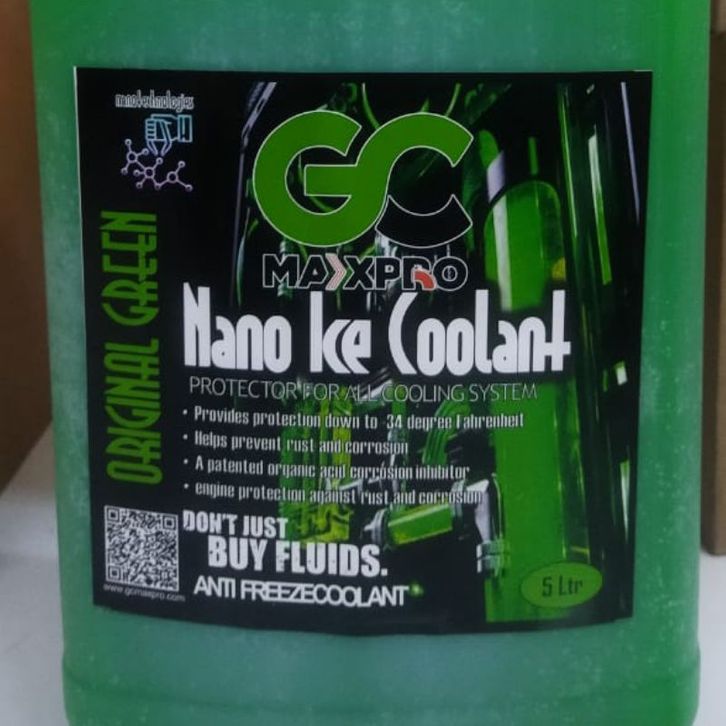 nanotechnologies
GC
MAXXPRO
ORIGINAL GREEN
Nano Ice Coolant
PROTECTOR FOR ALL COOLING SYSTEM
• Provides protection down to -34 degree Fahrenheit
• Helps prevent rust and corrosion
• A patented organic acid corrosion inhibitor
• engine protection against rust and corrosion
DON'T JUST
BUY FLUIDS.
ANTI FREEZECOOLANT
www.gcmaxpro.com
5 Ltr